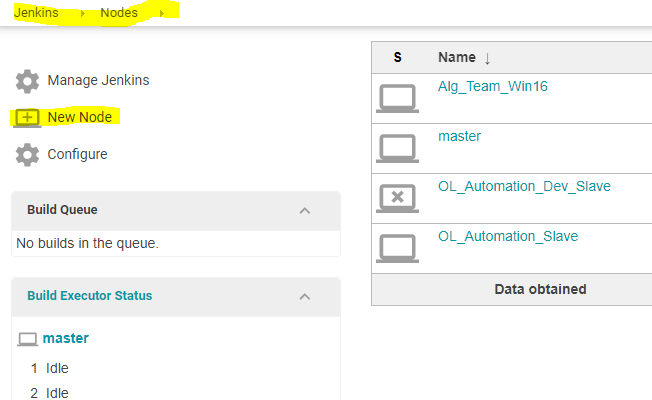 Jenkins Nodes
Manage Jenkins
New Node
Configure
Build Queue
No builds in the queue.
Build Executor Status
master
1 Idle
2 Idle
S Name ↓
Alg_Team_Win16
master
OL_Automation_Dev_Slave
OL_Automation_Slave
Data obtained